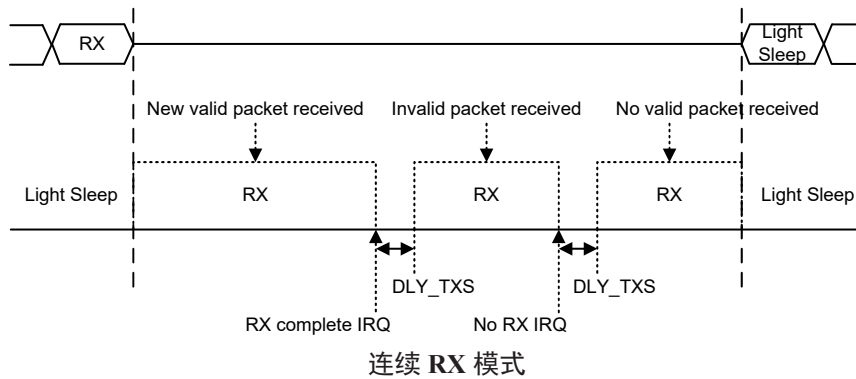 RX
Light
Sleep
New valid packet received
Invalid packet received
No valid packet received
Light Sleep
RX
RX
RX
Light Sleep
DLY_TXS
DLY_TXS
RX complete IRQ
No RX IRQ
连续 RX 模式